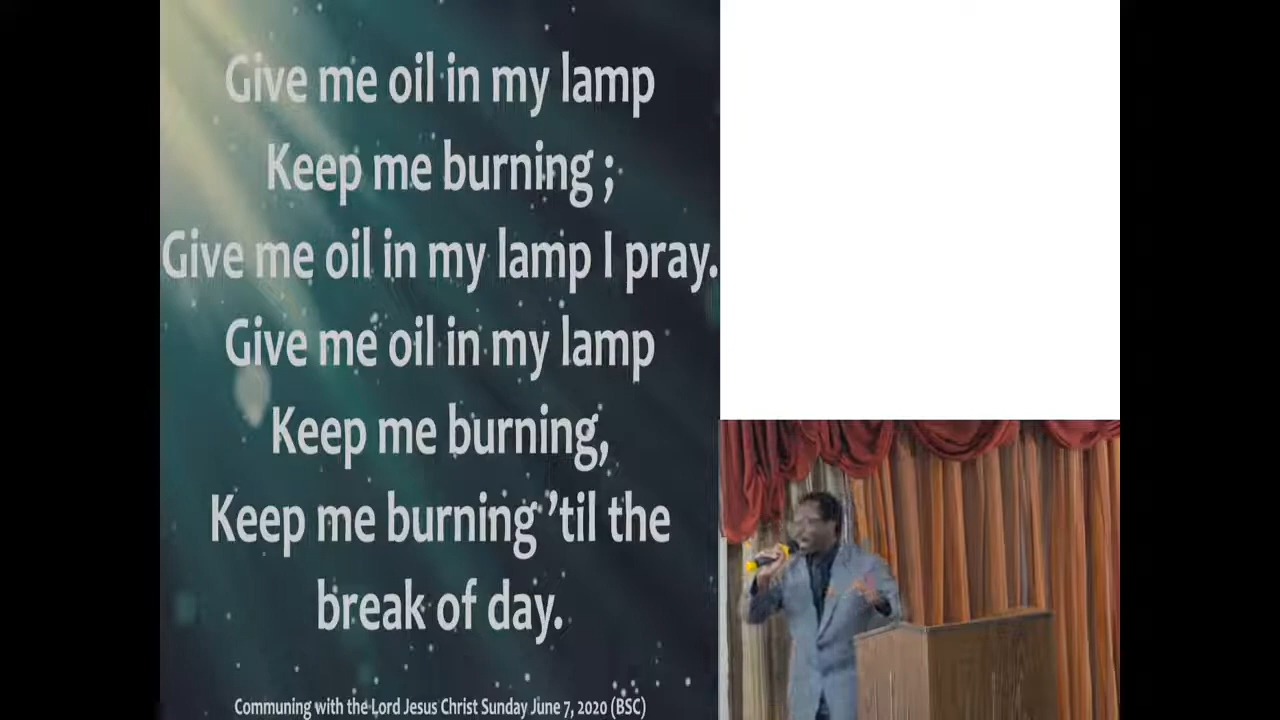 Give me oil in my lamp
Keep me burning ;
Give me oil in my lamp I pray.
Give me oil in my lamp
Keep me burning,
Keep me burning ’til the
break of day.
Communing with the Lord Jesus Christ Sunday June 7, 2020 (BSC)